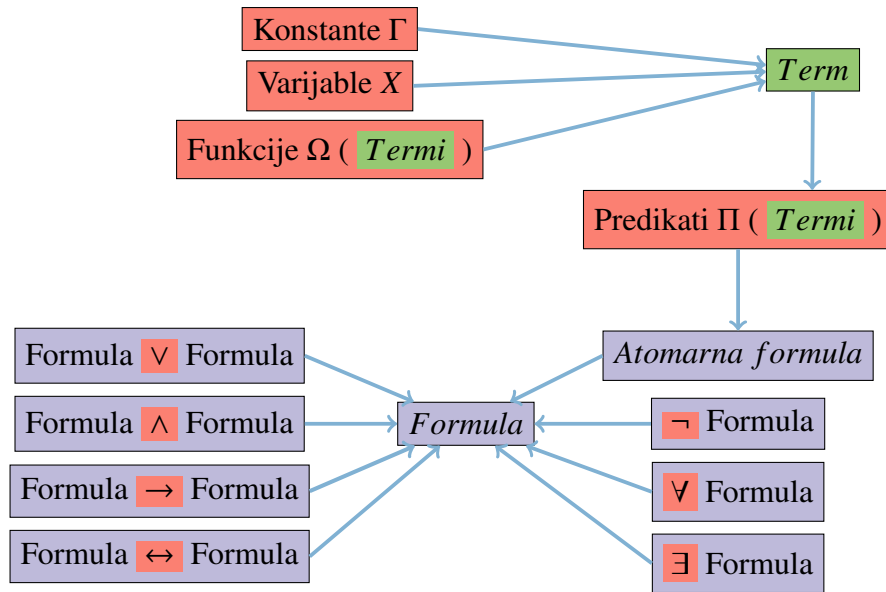 Konstante Γ
Varijable X
Term
Funkcije Ω ( Termi )
Predikati Π ( Termi )
Formula ∨ Formula
Atomarna formula
Formula ∧ Formula
Formula
¬ Formula
Formula → Formula
∀ Formula
Formula ↔ Formula
∃ Formula